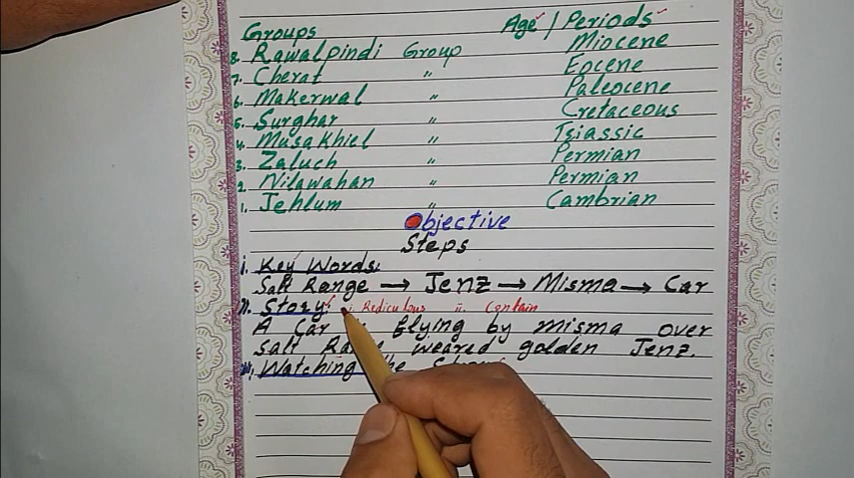 Groups Age / Periods
8. Rawalpindi Group Miocene
7. Cherat " Eocene
6. Makerwal " Paleocene
5. Surghar " Cretaceous
4. Musa Khiel " Triassic
3. Zaluch " Permian
2. Nilawahan " Permian
1. Jehlum " Cambrian
Objective
Steps
i. Key Words.
Salt Range → Jenz → Misma → Car
ii. Story: i. Rediculous ii. Contain
A Car flying by misma over
Salt Weared golden Jenz.
iii. Watching